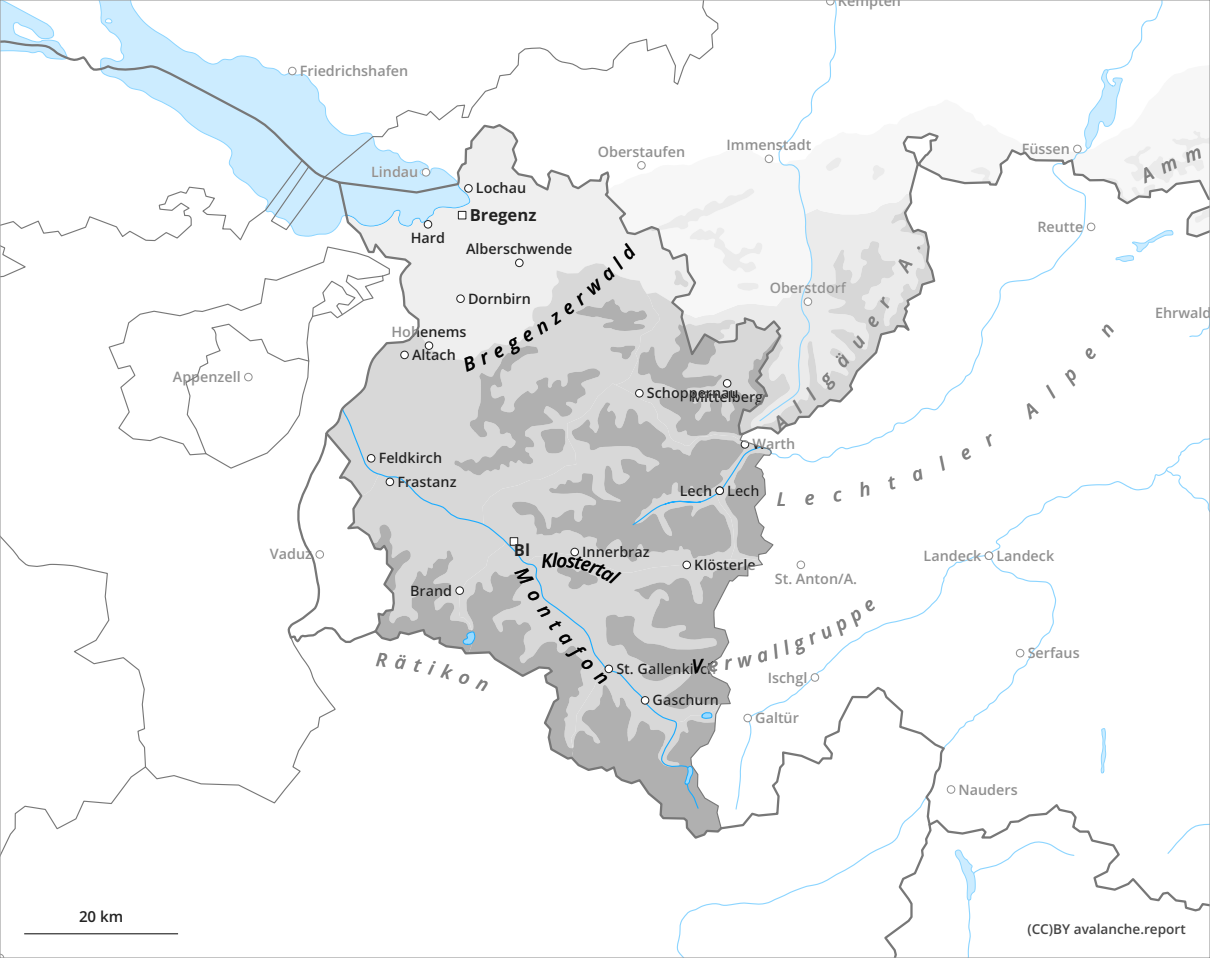 Kempten
Friedrichshafen
Immenstadt
Füssen
Oberstaufen
Amm
Lindau
Lochau
Bregenz
Reutte
Hard
Alberschwende
Bregenzerwald
Allgäuer A.
Oberstdorf
Dornbirn
Ehrwald
Hohenems
Altach
Appenzell
Lechtaler Alpen
Schoppernau
Mittelberg
Warth
Feldkirch
Frastanz
Lech
Lech
Vaduz
Bl
Klostertal
Innerbraz
Klösterle
Landeck
Landeck
St. Anton/A.
Brand
Montafon
Verwallgruppe
Rätikon
St. Gallenkirch
Serfaus
Ischgl
Gaschurn
Galtür
Nauders
20 km
(CC)BY avalanche.report